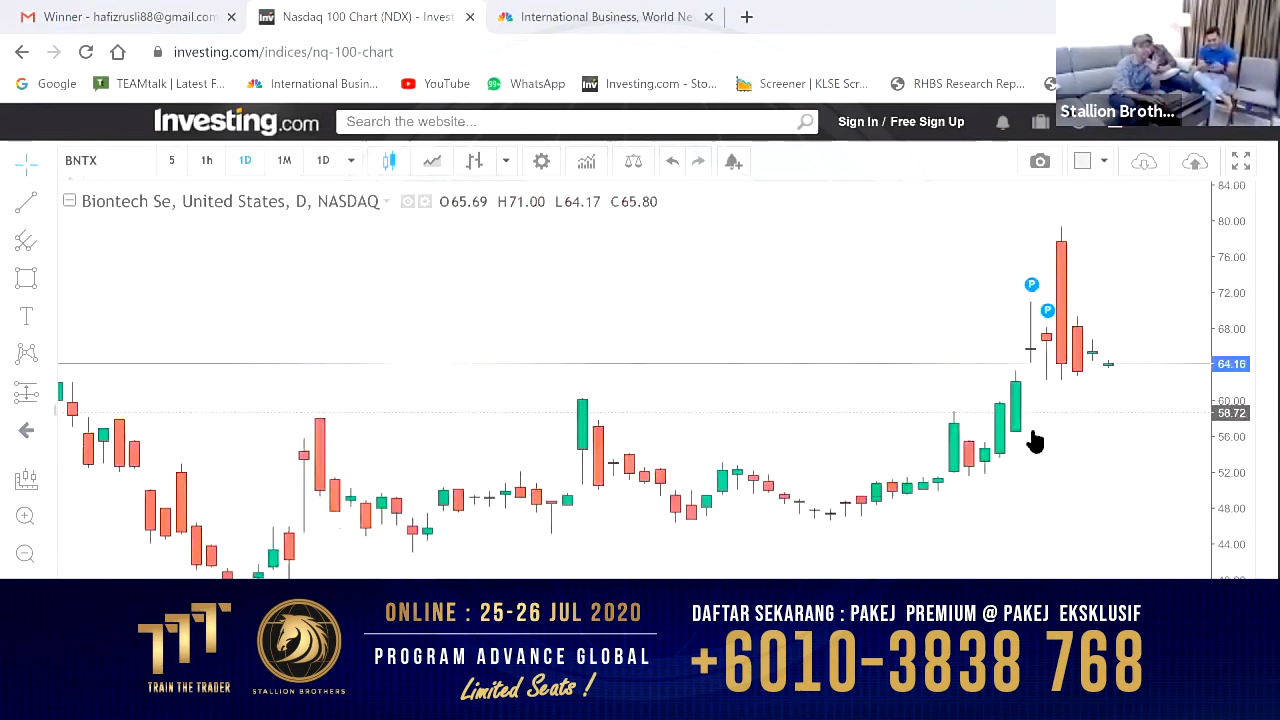 Winner - hafizrusli88@gmail.com
Nasdaq 100 Chart (NDX) - Invest
International Business, World Ne
investing.com/indices/nq-100-chart
Google
TEAMtalk | Latest F...
International Busin...
YouTube
99+
WhatsApp
Inv
Investing.com - Sto...
Screener | KLSE Scr...
RHBS Research Rep...
Stallion Broth...
Investing.com
Search the website...
Sign In / Free Sign Up
BNTX
5
1h
1D
1M
1D
Biontech Se, United States, D, NASDAQ
O65.69 H71.00 L64.17 C65.80
84.00
80.00
76.00
P
72.00
P
68.00
64.16
60.00
58.72
56.00
52.00
48.00
44.00
TTT
TRAIN THE TRADER
STALLION BROTHERS
ONLINE : 25-26 JUL 2020
PROGRAM ADVANCE GLOBAL
Limited Seats !
DAFTAR SEKARANG : PAKEJ PREMIUM @ PAKEJ EKSKLUSIF
+6010-3838 768